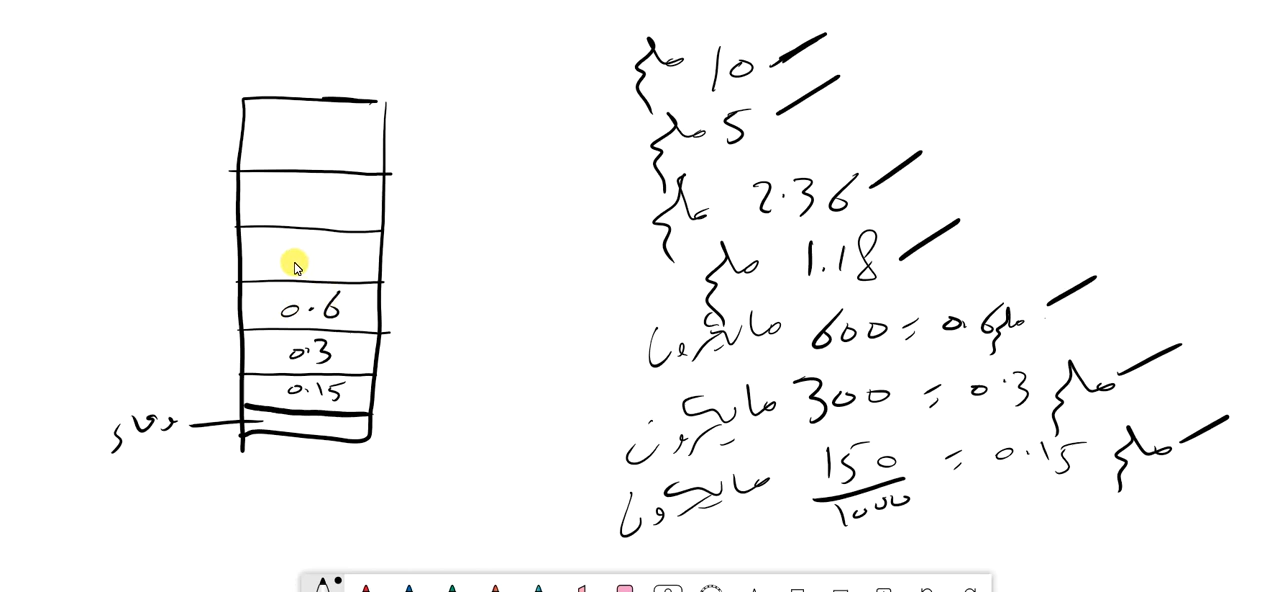 10 ملم
5 ملم
2.36 ملم
1.18 ملم
600 مايكرون = 0.6 ملم
300 مايكرون = 0.3 ملم
150/1000 مايكرون = 0.15 ملم
0.6
0.3
0.15
وعاء